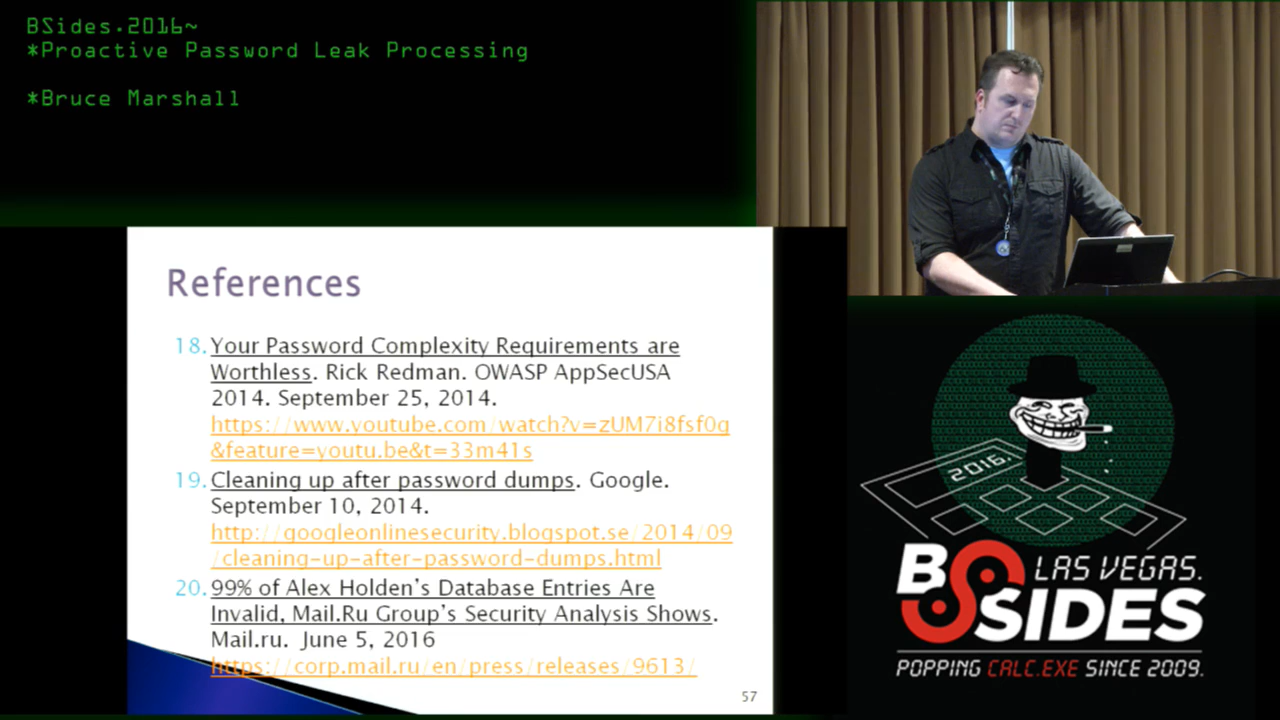 BSides.2016~
*Proactive Password Leak Processing
*Bruce Marshall
References
18. Your Password Complexity Requirements are
Worthless. Rick Redman. OWASP AppSecUSA
2014. September 25, 2014.
https://www.youtube.com/watch?v=zUM7i8fsf0g
&feature=youtu.be&t=33m41s
19. Cleaning up after password dumps. Google.
September 10, 2014.
http://googleonlinesecurity.blogspot.se/2014/09
/cleaning-up-after-password-dumps.html
20. 99% of Alex Holden's Database Entries Are
Invalid, Mail.Ru Group's Security Analysis Shows.
Mail.ru. June 5, 2016
https://corp.mail.ru/en/press/releases/9613/
57
2016.
BSIDES
LAS VEGAS.
POPPING CALC.EXE SINCE 2009.